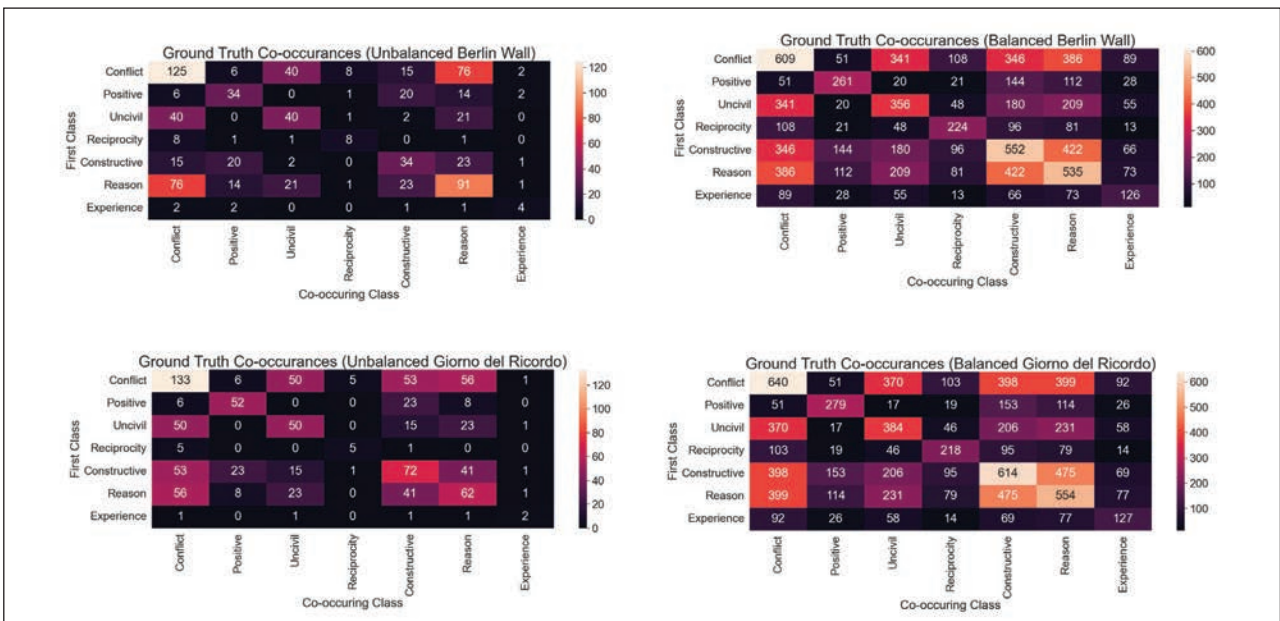 Ground Truth Co-occurances (Unbalanced Berlin Wall)
First Class
Conflict 125 6 40 8 15 76 2
Positive 6 34 0 1 20 14 2
Uncivil 40 0 40 1 2 21 0
Reciprocity 8 1 1 8 0 1 0
Constructive 15 20 2 0 34 23 1
Reason 76 14 21 1 23 91 1
Experience 2 2 0 0 1 1 4
Conflict Positive Uncivil Reciprocity Constructive Reason Experience
Co-occuring Class
120
100
80
60
40
20
0
Ground Truth Co-occurances (Balanced Berlin Wall)
First Class
Conflict 609 51 341 108 346 386 89
Positive 51 261 20 21 144 112 28
Uncivil 341 20 356 48 180 209 55
Reciprocity 108 21 48 224 96 81 13
Constructive 346 144 180 96 552 422 66
Reason 386 112 209 81 422 535 73
Experience 89 28 55 13 66 73 126
Conflict Positive Uncivil Reciprocity Constructive Reason Experience
Co-occuring Class
600
500
400
300
200
100
Ground Truth Co-occurances (Unbalanced Giorno del Ricordo)
First Class
Conflict 133 6 50 5 53 56 1
Positive 6 52 0 0 23 8 0
Uncivil 50 0 50 0 15 23 1
Reciprocity 5 0 0 5 1 0 0
Constructive 53 23 15 1 72 41 1
Reason 56 8 23 0 41 62 1
Experience 1 0 1 0 1 1 2
Conflict Positive Uncivil Reciprocity Constructive Reason Experience
Co-occuring Class
120
100
80
60
40
20
0
Ground Truth Co-occurances (Balanced Giorno del Ricordo)
First Class
Conflict 640 51 370 103 398 399 92
Positive 51 279 17 19 153 114 26
Uncivil 370 17 384 46 206 231 58
Reciprocity 103 19 46 218 95 79 14
Constructive 398 153 206 95 614 475 69
Reason 399 114 231 79 475 554 77
Experience 92 26 58 14 69 77 127
Conflict Positive Uncivil Reciprocity Constructive Reason Experience
Co-occuring Class
600
500
400
300
200
100